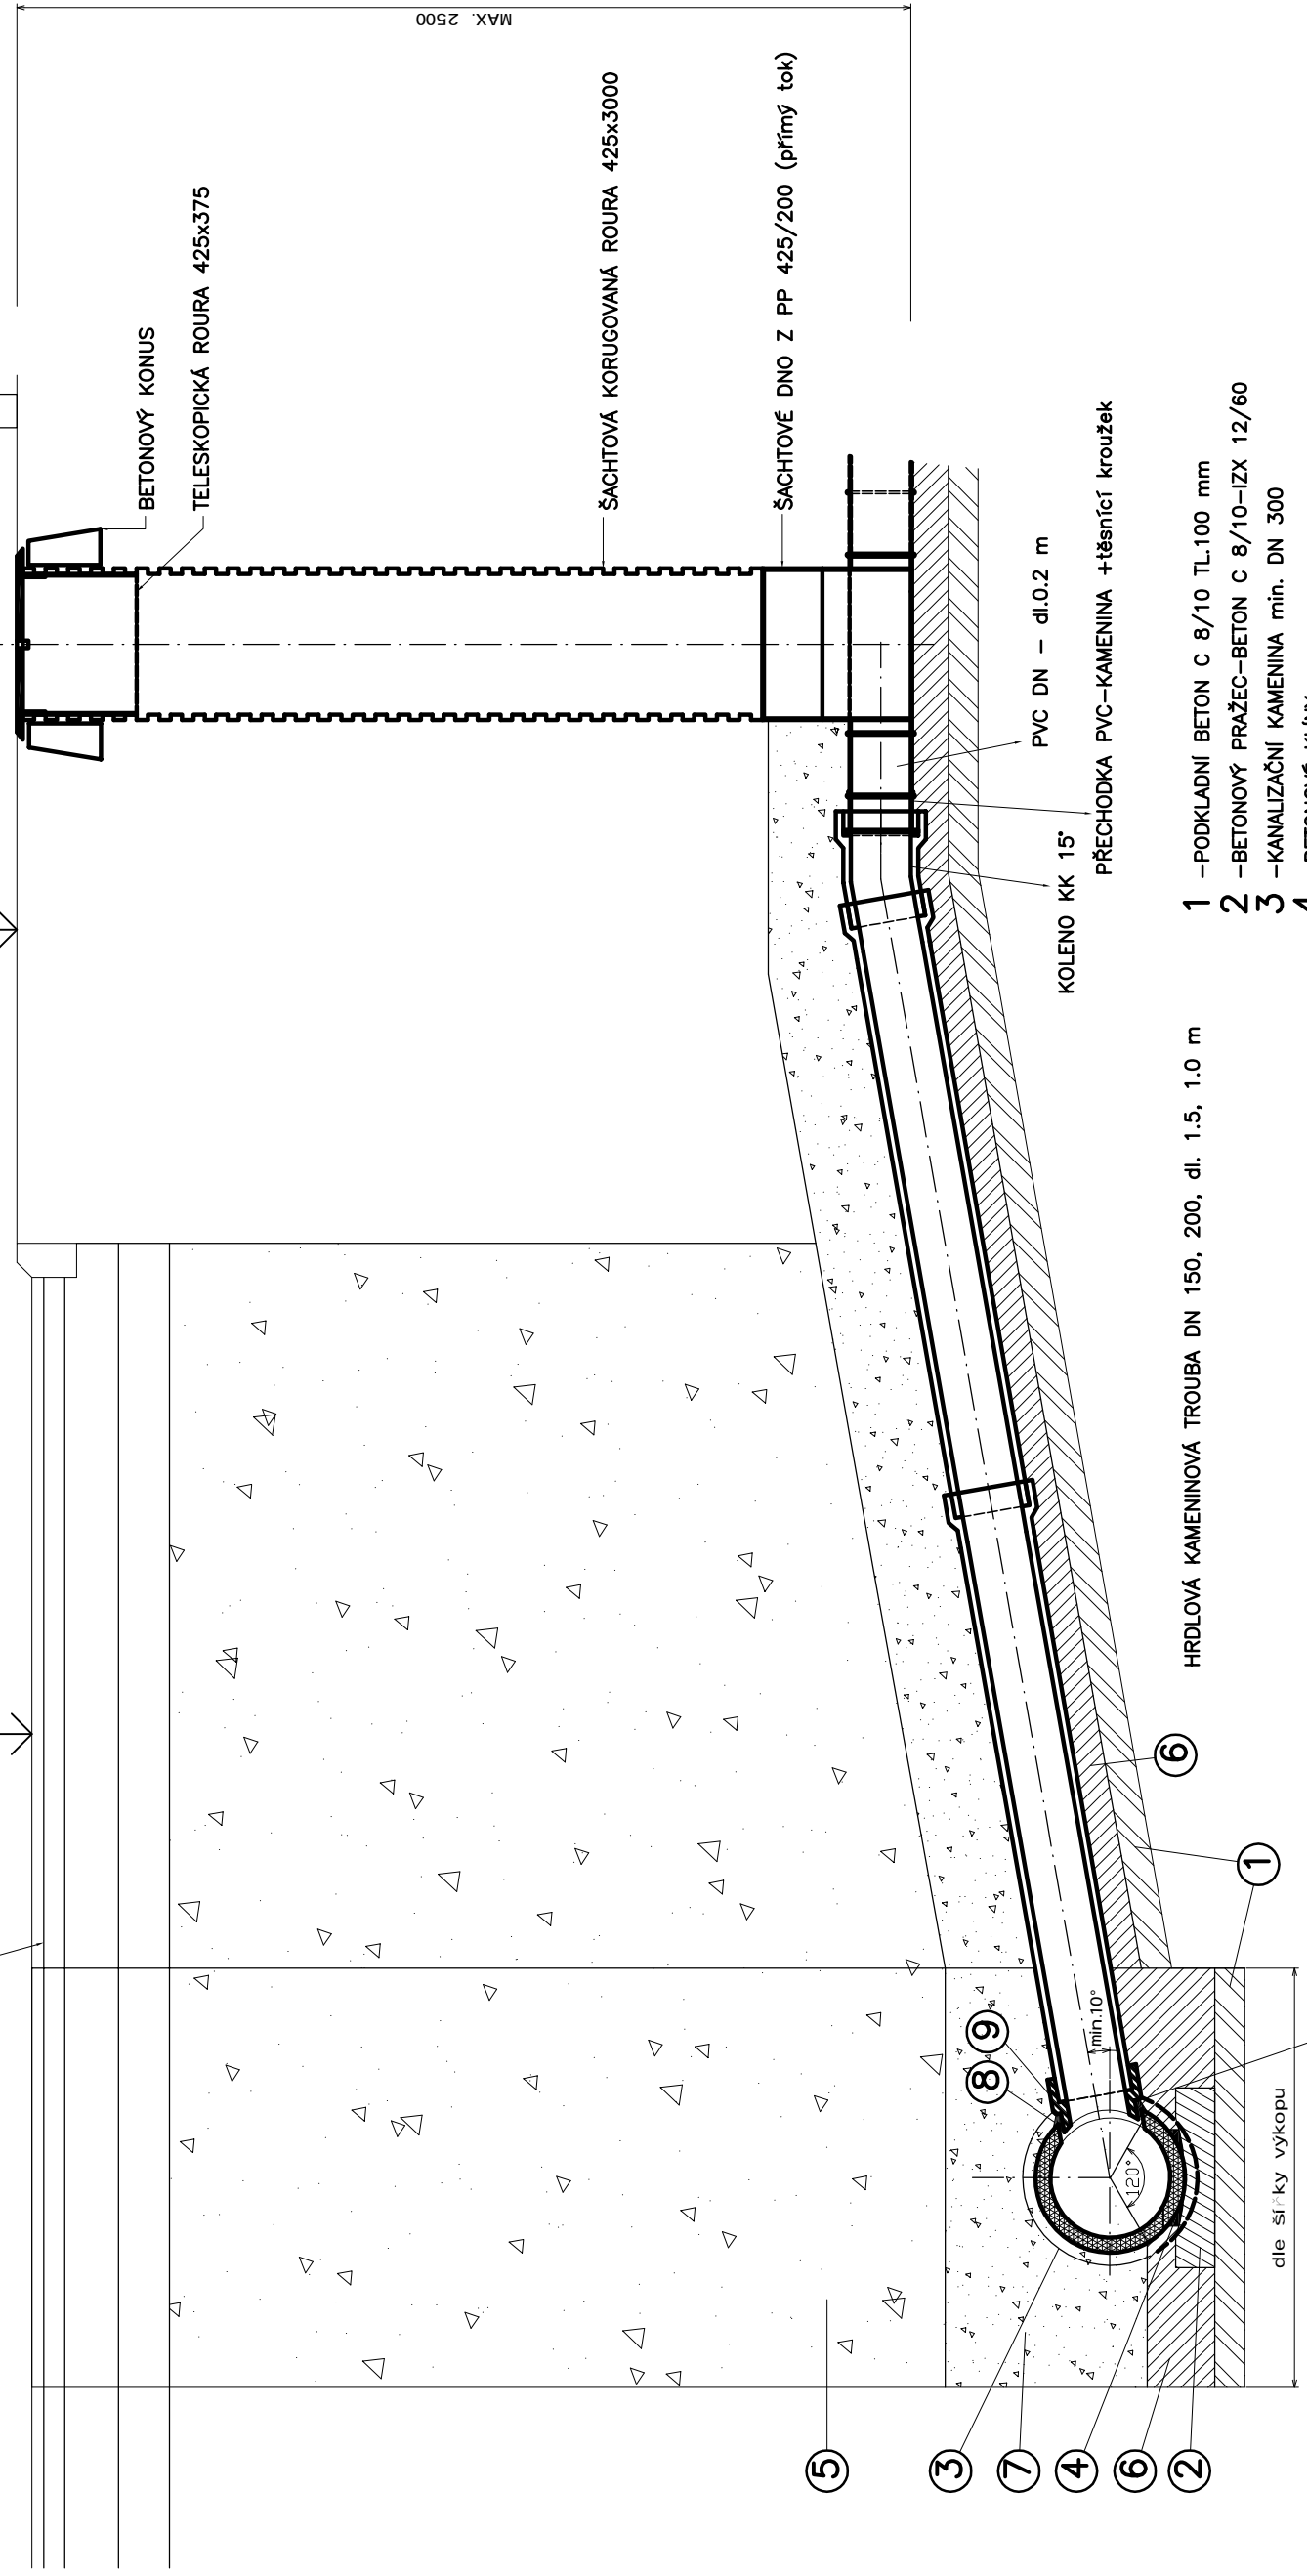 MAX. 2500
BETONOVÝ KONUS
TELESKOPICKÁ ROURA 425x375
ŠACHTOVÁ KORUGOVANÁ ROURA 425x3000
ŠACHTOVÉ DNO Z PP 425/200 (přímý tok)
PVC DN - dl.0.2 m
PŘECHODKA PVC-KAMENINA +těsnící kroužek
KOLENO KK 15°
HRDLOVÁ KAMENINOVÁ TROUBA DN 150, 200, dl. 1.5, 1.0 m
1 -PODKLADNÍ BETON C 8/10 TL.100 mm
2 -BETONOVÝ PRAŽEC-BETON C 8/10-IZX 12/60
3 -KANALIZAČNÍ KAMENINA min. DN 300
6
1
8
9
min.10°
120°
dle šířky výkopu
5
3
7
4
6
2